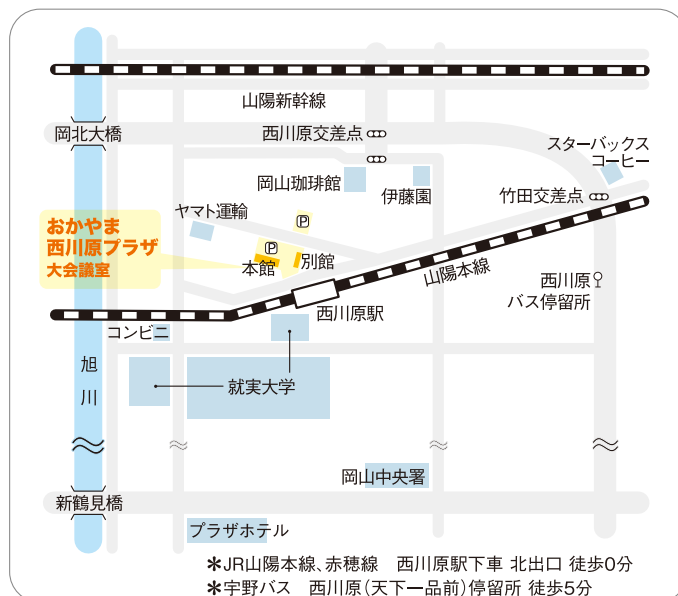 山陽新幹線
岡北大橋
西川原交差点
スターバックス
コーヒー
岡山珈琲館
伊藤園
竹田交差点
ヤマト運輸
P
おかやま
西川原プラザ
大会議室
P
本館
別館
山陽本線
西川原
バス停留所
西川原駅
コンビニ
旭川
就実大学
岡山中央署
新鶴見橋
プラザホテル
＊JR山陽本線、赤穂線　西川原駅下車 北出口 徒歩0分
＊宇野バス　西川原(天下一品前)停留所 徒歩5分